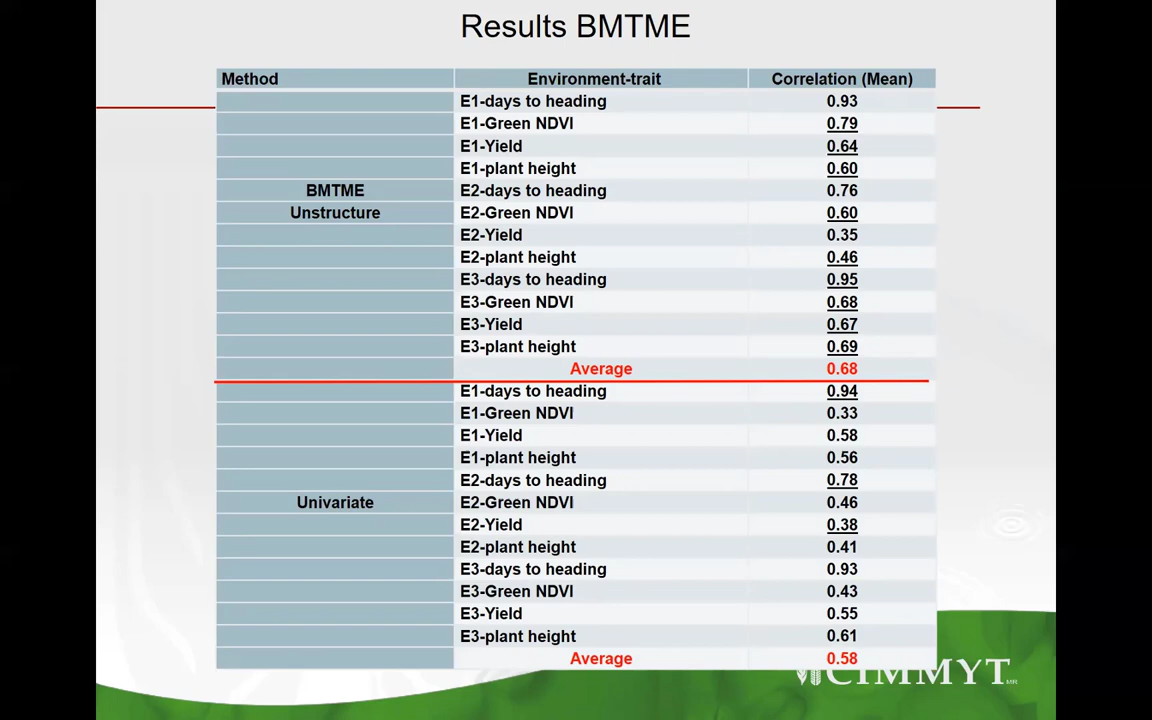 Results BMTME
Method Environment-trait Correlation (Mean)
E1-days to heading 0.93
E1-Green NDVI 0.79
E1-Yield 0.64
E1-plant height 0.60
BMTME E2-days to heading 0.76
Unstructure E2-Green NDVI 0.60
E2-Yield 0.35
E2-plant height 0.46
E3-days to heading 0.95
E3-Green NDVI 0.68
E3-Yield 0.67
E3-plant height 0.69
Average 0.68
E1-days to heading 0.94
E1-Green NDVI 0.33
E1-Yield 0.58
E1-plant height 0.56
E2-days to heading 0.78
Univariate E2-Green NDVI 0.46
E2-Yield 0.38
E2-plant height 0.41
E3-days to heading 0.93
E3-Green NDVI 0.43
E3-Yield 0.55
E3-plant height 0.61
Average 0.58
CIMMYT MR